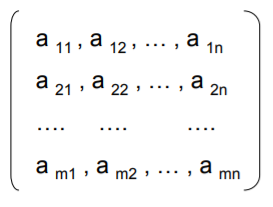 a 11 , a 12 , ... , a 1n
a 21 , a 22 , ... , a 2n
.... .... ....
a m1 , a m2 , ... , a mn